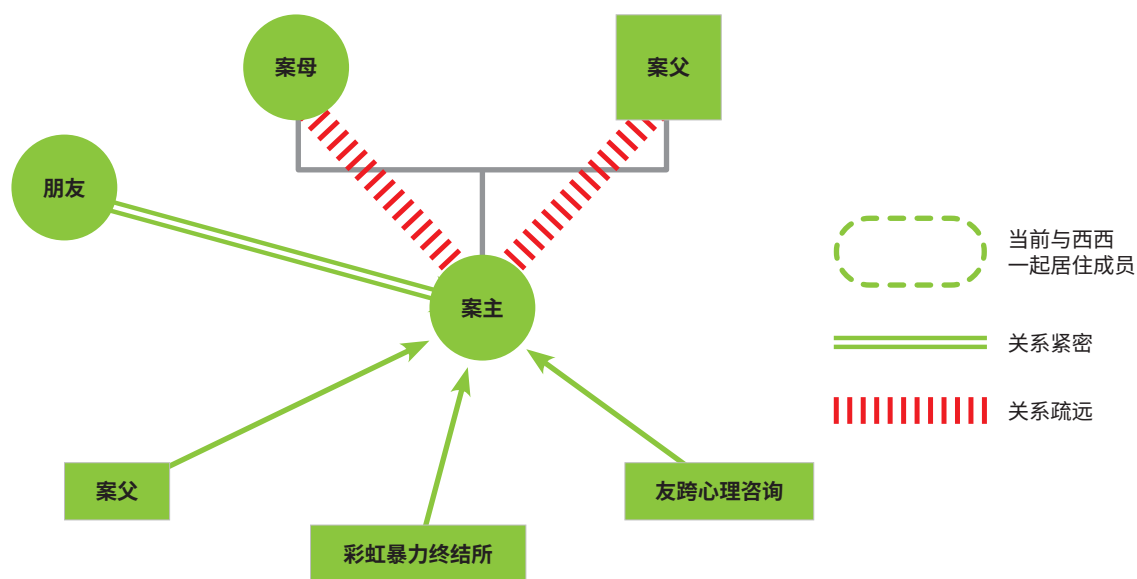 案母
案父
朋友
案主
当前与西西
一起居住成员
关系紧密
关系疏远
案父
友跨心理咨询
彩虹暴力终结所